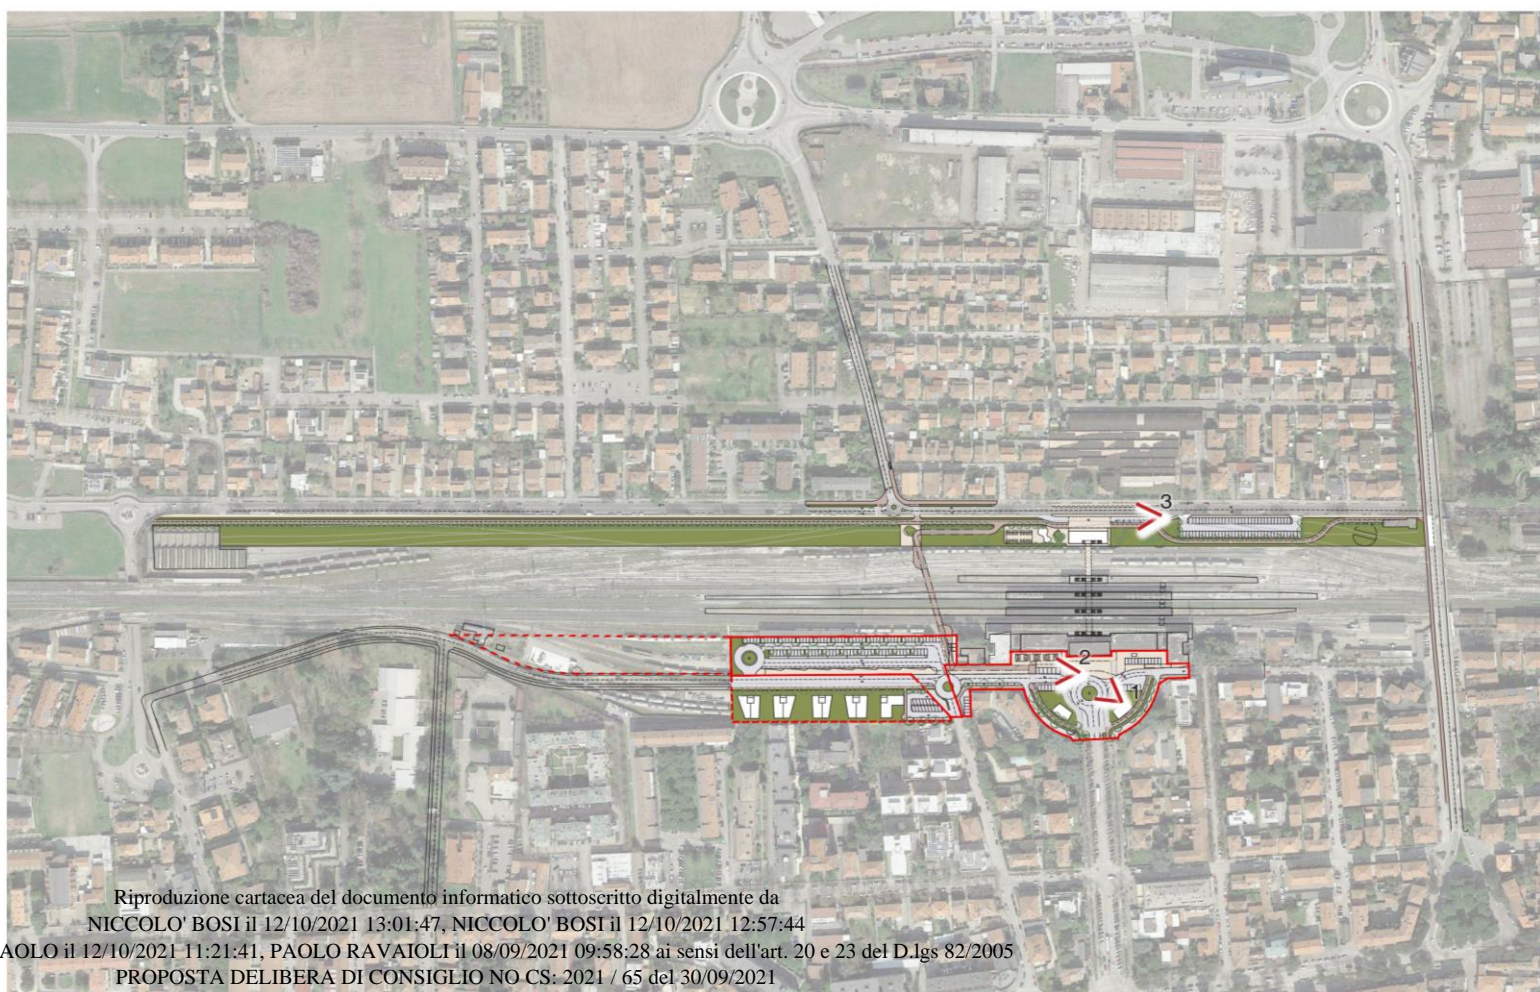 3
2
1
Riproduzione cartacea del documento informatico sottoscritto digitalmente da
NICCOLO' BOSI il 12/10/2021 13:01:47, NICCOLO' BOSI il 12/10/2021 12:57:44
AOLO il 12/10/2021 11:21:41, PAOLO RAVAIOLI il 08/09/2021 09:58:28 ai sensi dell'art. 20 e 23 del D.lgs 82/2005
PROPOSTA DELIBERA DI CONSIGLIO NO CS: 2021 / 65 del 30/09/2021